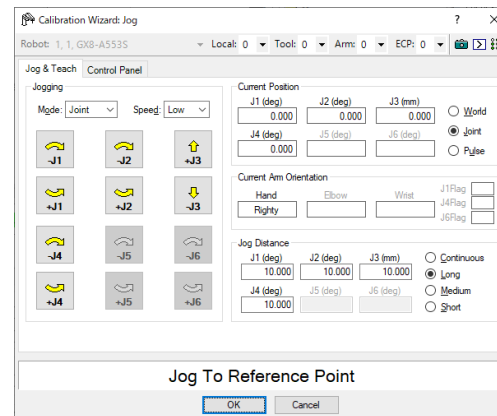 Calibration Wizard: Jog
Robot: 1, 1, GX8-A553S Local: 0 Tool: 0 Arm: 0 ECP: 0
Jog & Teach Control Panel
Jogging
Mode: Joint Speed: Low
-J1 -J2 +J3
+J1 +J2 -J3
-J4 -J5 -J6
+J4 +J5 +J6
Current Position
J1 (deg) J2 (deg) J3 (mm)
0.000 0.000 0.000
J4 (deg) J5 (deg) J6 (deg)
0.000
World
Joint
Pulse
Current Arm Orientation
Hand Elbow Wrist
Righty
J1Flag
J4Flag
J6Flag
Jog Distance
J1 (deg) J2 (deg) J3 (mm)
10.000 10.000 10.000
J4 (deg) J5 (deg) J6 (deg)
10.000
Continuous
Long
Medium
Short
Jog To Reference Point
OK Cancel